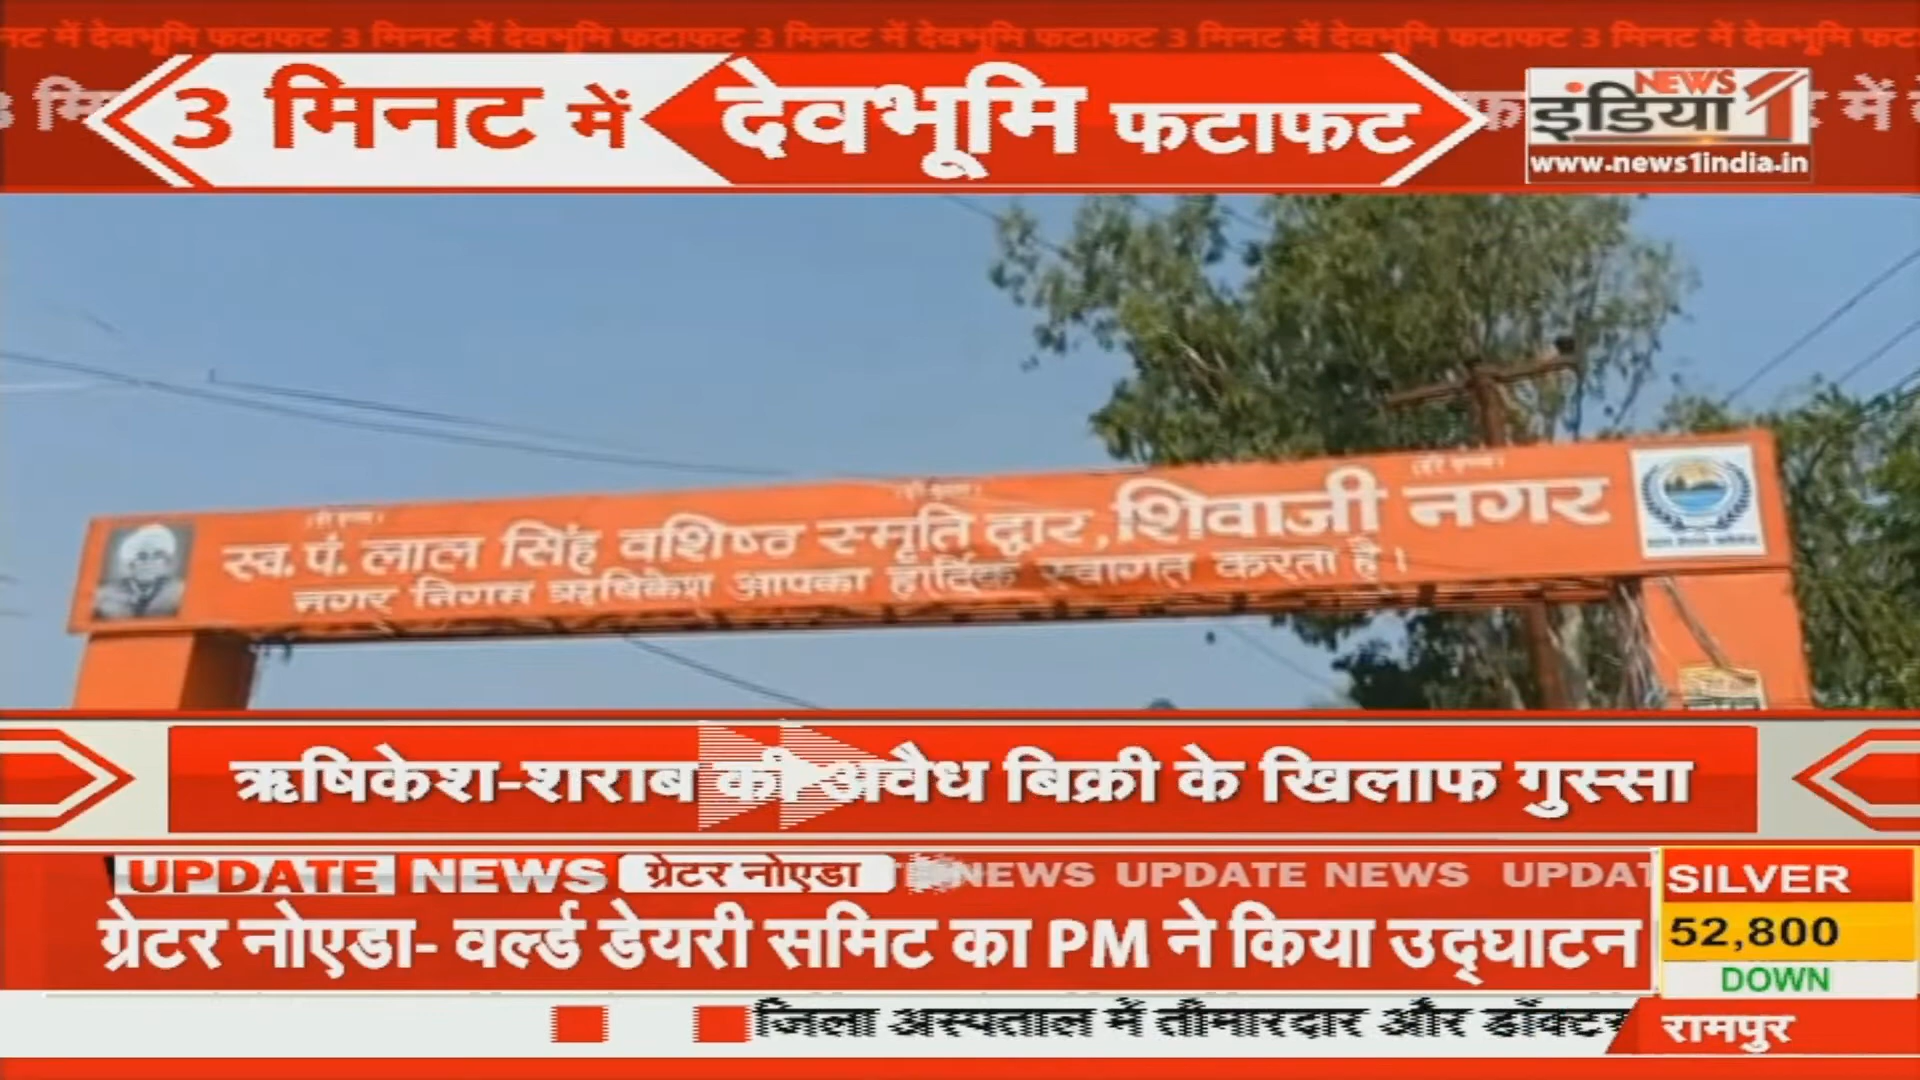 नट में देवभूमि फटाफट 3 मिनट में देवभूमि फटाफट 3 मिनट में देवभूमि फटाफट 3 मिनट में देवभूमि फटाफट 3 मिनट में देवभूमि फट
3 मिनट में देवभूमि फटाफट
NEWS
इंडिया 1
www.news1india.in
स्व. पं. लाल सिंह वशिष्ठ स्मृति द्वार, शिवाजी नगर
नगर निगम ऋषिकेश आपका हार्दिक स्वागत करता है।
ऋषिकेश-शराब की अवैध बिक्री के खिलाफ गुस्सा
UPDATE NEWS ग्रेटर नोएडा NEWS UPDATE NEWS UPDAT
ग्रेटर नोएडा- वर्ल्ड डेयरी समिट का PM ने किया उद्घाटन
SILVER
52,800
DOWN
जिला अस्पताल में तीमारदार और डॉक्टर
रामपुर